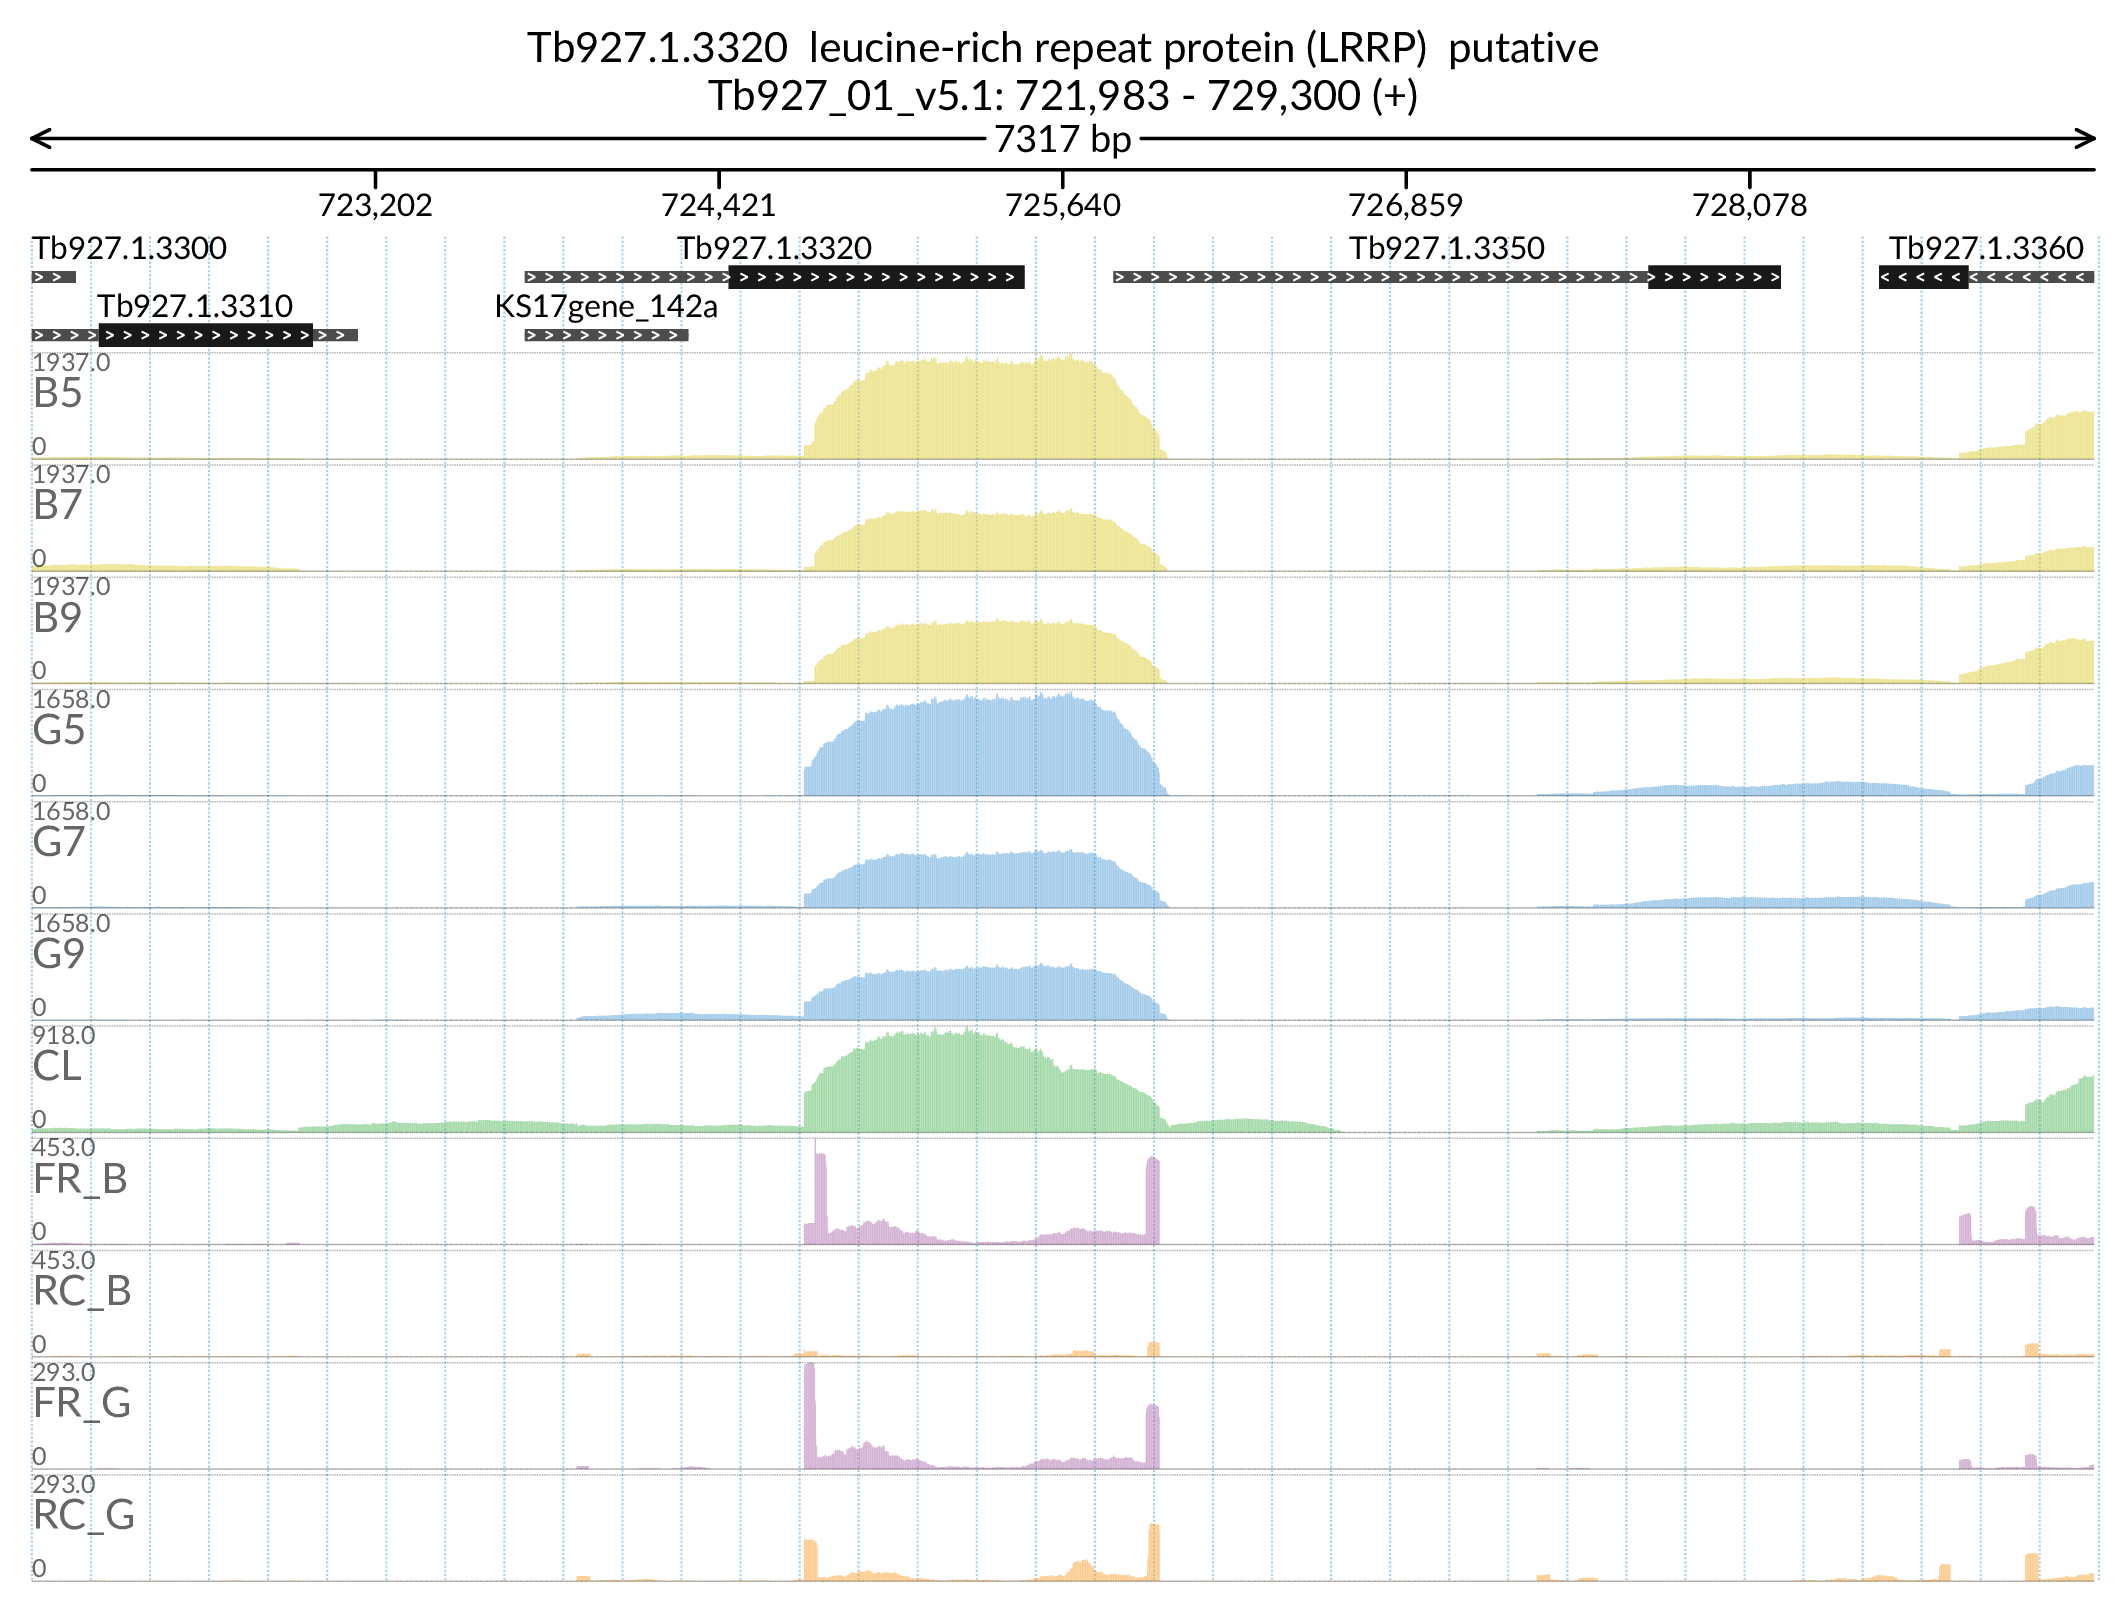 Tb927.1.3320 leucine-rich repeat protein (LRRP) putative
Tb927_01_v5.1: 721,983 - 729,300 (+)
7317 bp
723,202 724,421 725,640 726,859 728,078
Tb927.1.3300 Tb927.1.3320 Tb927.1.3350 Tb927.1.3360
Tb927.1.3310 KS17gene_142a
1937.0
B5
0
1937.0
B7
0
1937.0
B9
0
1658.0
G5
0
1658.0
G7
0
1658.0
G9
0
918.0
CL
0
453.0
FR_B
0
453.0
RC_B
0
293.0
FR_G
0
293.0
RC_G
0